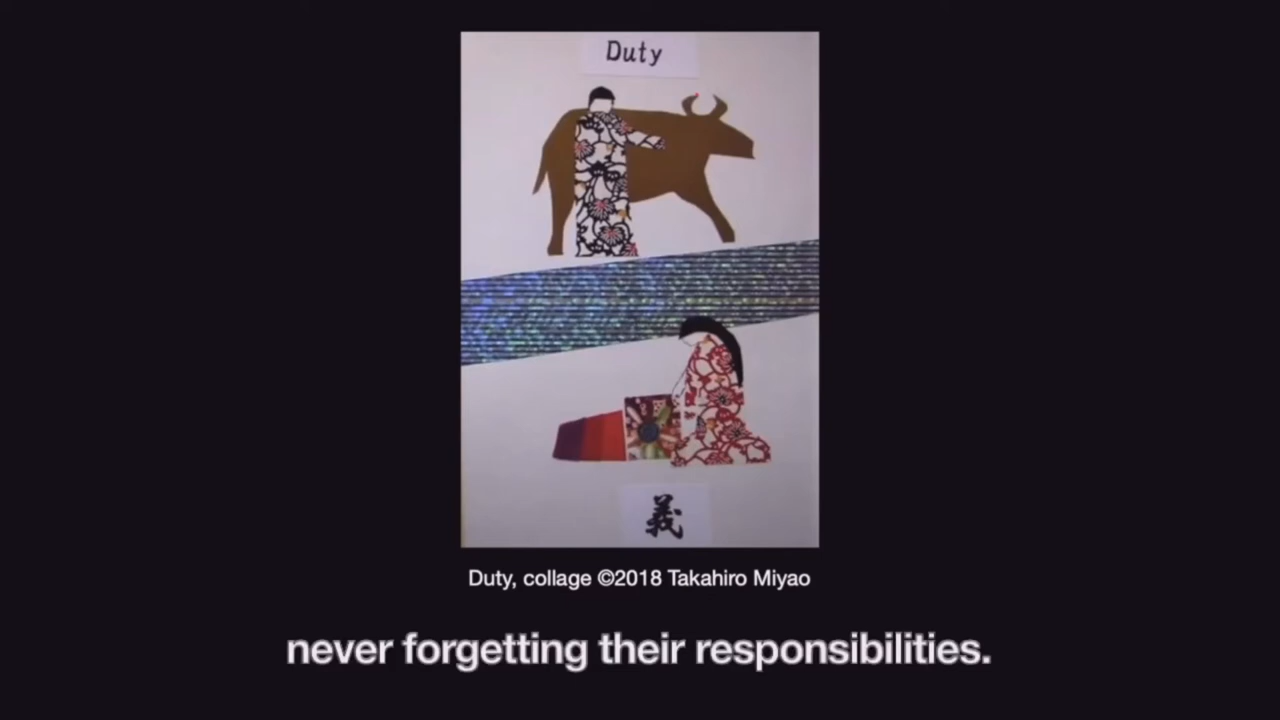 Duty
義
Duty, collage ©2018 Takahiro Miyao
never forgetting their responsibilities.